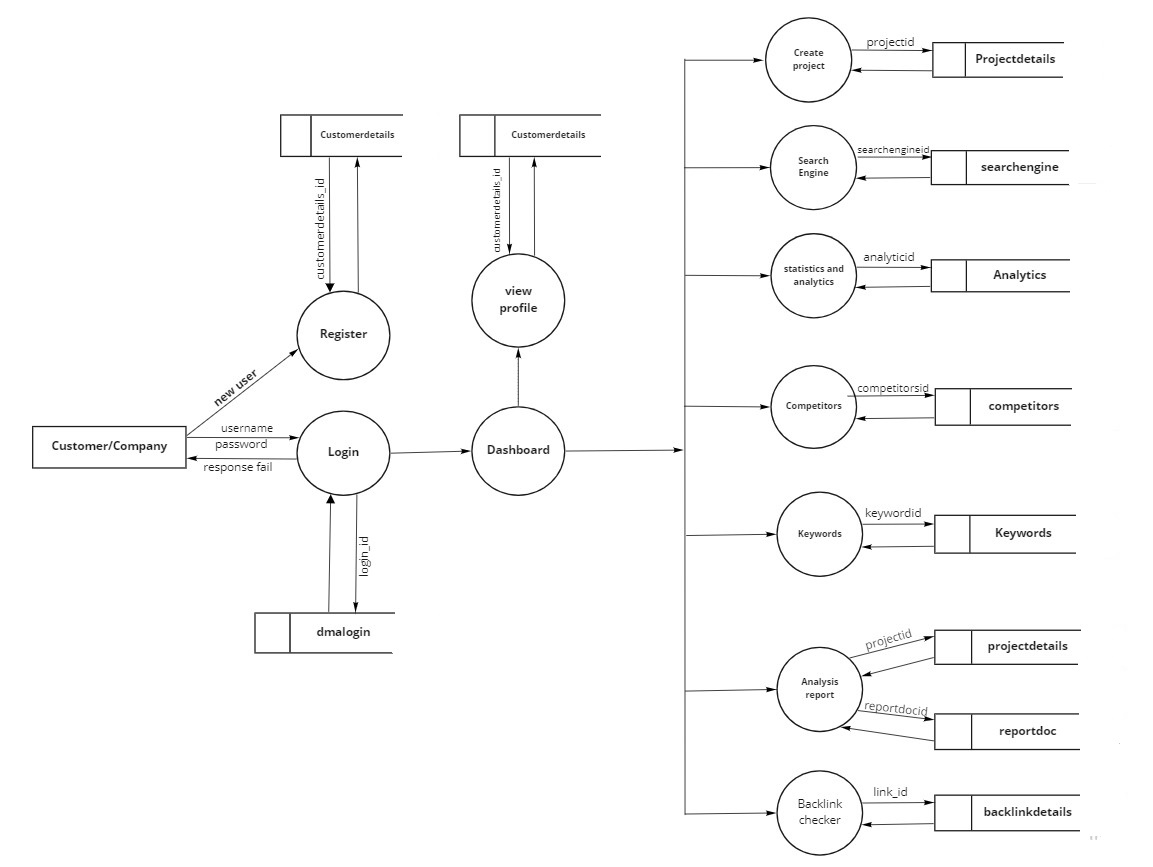 Create
project
projectid
Projectdetails
Customerdetails
Customerdetails
customerdetails_id
customerdetails_id
Search
Engine
searchengineid
searchengine
statistics and
analytics
analyticid
Analytics
view
profile
Register
new user
Customer/Company
username
password
response fail
Login
Dashboard
Competitors
competitorsid
competitors
login_id
dmalogin
Keywords
keywordid
Keywords
Analysis
report
projectid
projectdetails
reportdocid
reportdoc
Backlink
checker
link_id
backlinkdetails